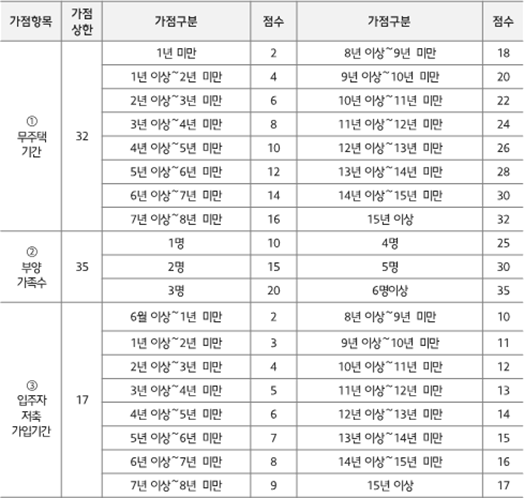 가점항목 가점상한 가점구분 점수 가점구분 점수
① 무주택 기간 32
1년 미만 2 8년 이상~9년 미만 18
1년 이상~2년 미만 4 9년 이상~10년 미만 20
2년 이상~3년 미만 6 10년 이상~11년 미만 22
3년 이상~4년 미만 8 11년 이상~12년 미만 24
4년 이상~5년 미만 10 12년 이상~13년 미만 26
5년 이상~6년 미만 12 13년 이상~14년 미만 28
6년 이상~7년 미만 14 14년 이상~15년 미만 30
7년 이상~8년 미만 16 15년 이상 32
② 부양 가족수 35
1명 10 4명 25
2명 15 5명 30
3명 20 6명이상 35
③ 입주자 저축 가입기간 17
6월 이상~1년 미만 2 8년 이상~9년 미만 10
1년 이상~2년 미만 3 9년 이상~10년 미만 11
2년 이상~3년 미만 4 10년 이상~11년 미만 12
3년 이상~4년 미만 5 11년 이상~12년 미만 13
4년 이상~5년 미만 6 12년 이상~13년 미만 14
5년 이상~6년 미만 7 13년 이상~14년 미만 15
6년 이상~7년 미만 8 14년 이상~15년 미만 16
7년 이상~8년 미만 9 15년 이상 17